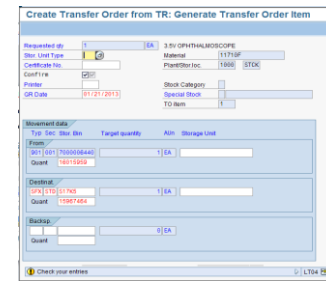 Create Transfer Order from TR: Generate Transfer Order Item
Requested qty 1 EA 3.5V OPHTHALMOSCOPE
Stor. Unit Type Material 11710F
Certificate No. Plant/Stor.loc. 1000 STCK
Confirm
Printer Stock Category
GR Date 01/21/2013 Special Stock
TO Item 1
Movement data
Typ Sec Stor. Bin Target quantity AUn Storage Unit
From
901 001 7000006440 1 EA
Quant 16015959
Destinat.
SFX STD S17K5 1 EA
Quant 15967464
Backsp.
0 EA
Quant
Check your entries LT04